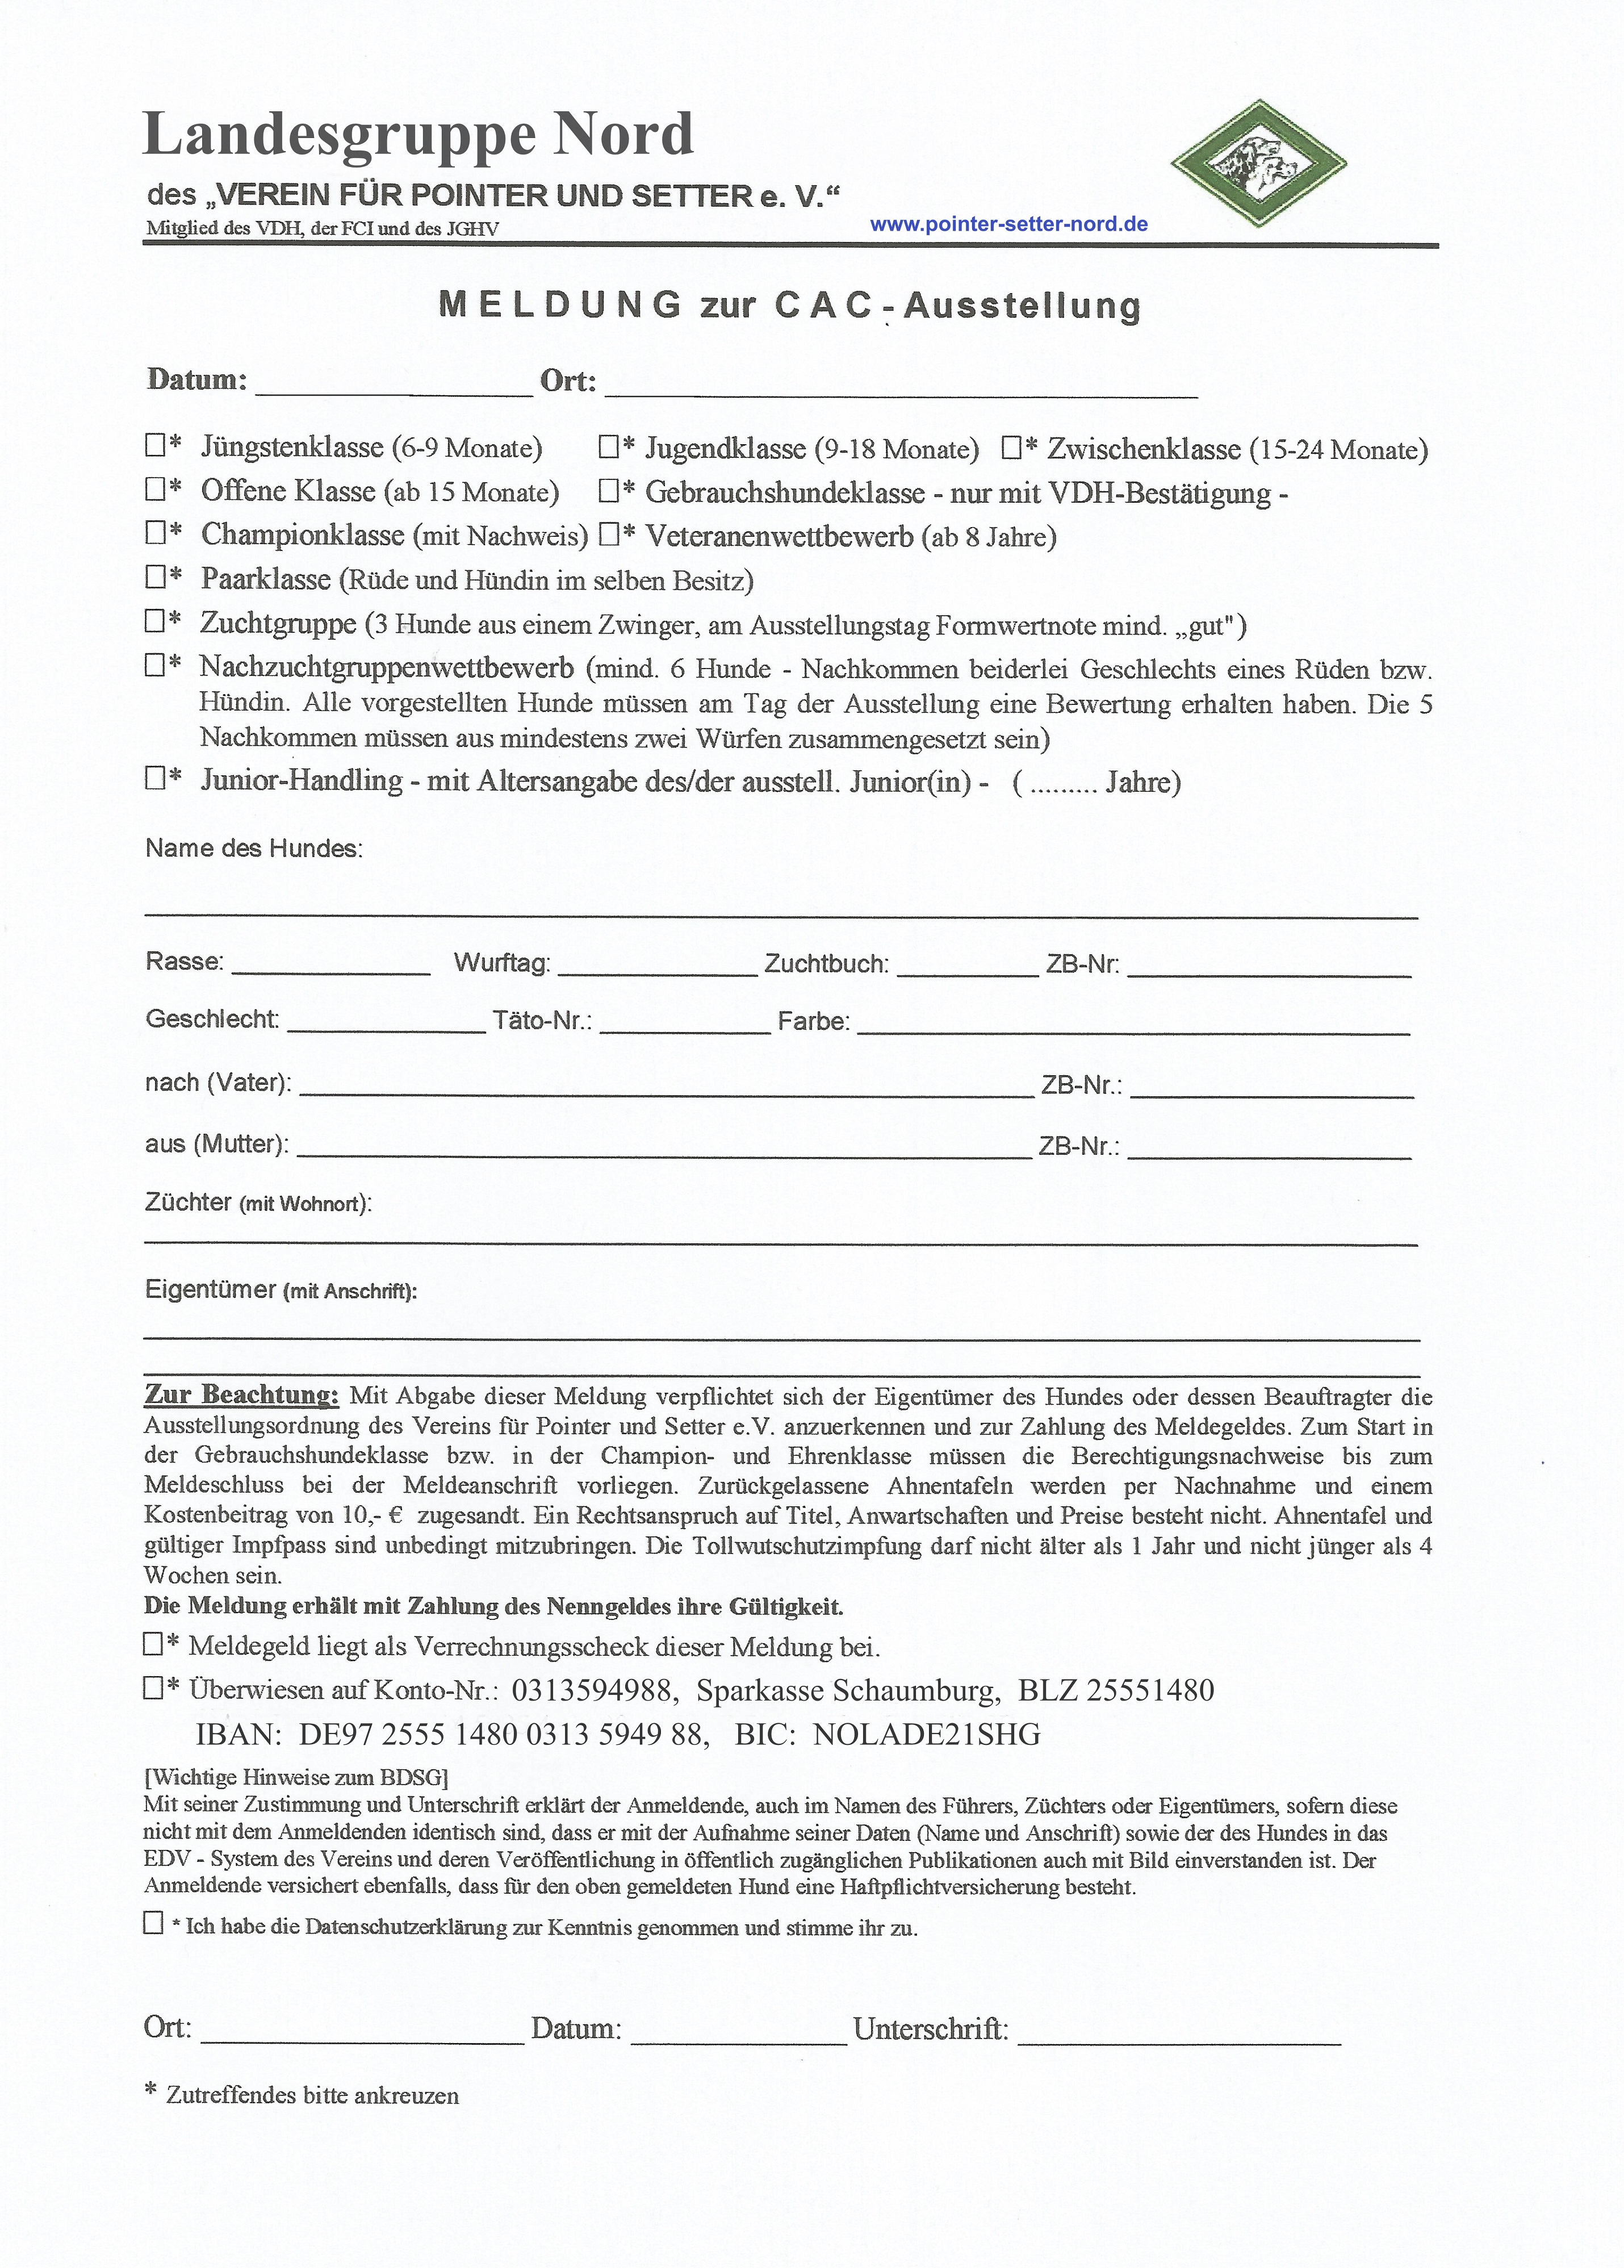 Landesgruppe Nord
des „VEREIN FÜR POINTER UND SETTER e. V.“
Mitglied des VDH, der FCI und des JGHV
www.pointer-setter-nord.de
MELDUNG zur CAC-Ausstellung
Datum: Ort:
☐* Jüngstenklasse (6-9 Monate) ☐* Jugendklasse (9-18 Monate) ☐* Zwischenklasse (15-24 Monate)
☐* Offene Klasse (ab 15 Monate) ☐* Gebrauchshundeklasse - nur mit VDH-Bestätigung -
☐* Championklasse (mit Nachweis) ☐* Veteranenwettbewerb (ab 8 Jahre)
☐* Paarklasse (Rüde und Hündin im selben Besitz)
☐* Zuchtgruppe (3 Hunde aus einem Zwinger, am Ausstellungstag Formwertnote mind. „gut")
☐* Nachzuchtgruppenwettbewerb (mind. 6 Hunde - Nachkommen beiderlei Geschlechts eines Rüden bzw.
Hündin. Alle vorgestellten Hunde müssen am Tag der Ausstellung eine Bewertung erhalten haben. Die 5
Nachkommen müssen aus mindestens zwei Würfen zusammengesetzt sein)
☐* Junior-Handling - mit Altersangabe des/der ausstell. Junior(in) - ( ......... Jahre)
Name des Hundes:
Rasse: Wurftag: Zuchtbuch: ZB-Nr:
Geschlecht: Täto-Nr.: Farbe:
nach (Vater): ZB-Nr.:
aus (Mutter): ZB-Nr.:
Züchter (mit Wohnort):
Eigentümer (mit Anschrift):
Zur Beachtung: Mit Abgabe dieser Meldung verpflichtet sich der Eigentümer des Hundes oder dessen Beauftragter die
Ausstellungsordnung des Vereins für Pointer und Setter e.V. anzuerkennen und zur Zahlung des Meldegeldes. Zum Start in
der Gebrauchshundeklasse bzw. in der Champion- und Ehrenklasse müssen die Berechtigungsnachweise bis zum
Meldeschluss bei der Meldeanschrift vorliegen. Zurückgelassene Ahnentafeln werden per Nachnahme und einem
Kostenbeitrag von 10,- € zugesandt. Ein Rechtsanspruch auf Titel, Anwartschaften und Preise besteht nicht. Ahnentafel und
gültiger Impfpass sind unbedingt mitzubringen. Die Tollwutschutzimpfung darf nicht älter als 1 Jahr und nicht jünger als 4
Wochen sein.
Die Meldung erhält mit Zahlung des Nenngeldes ihre Gültigkeit.
☐* Meldegeld liegt als Verrechnungsscheck dieser Meldung bei.
☐* Überwiesen auf Konto-Nr.: 0313594988, Sparkasse Schaumburg, BLZ 25551480
IBAN: DE97 2555 1480 0313 5949 88, BIC: NOLADE21SHG
[Wichtige Hinweise zum BDSG]
Mit seiner Zustimmung und Unterschrift erklärt der Anmeldende, auch im Namen des Führers, Züchters oder Eigentümers, sofern diese
nicht mit dem Anmeldenden identisch sind, dass er mit der Aufnahme seiner Daten (Name und Anschrift) sowie der des Hundes in das
EDV - System des Vereins und deren Veröffentlichung in öffentlich zugänglichen Publikationen auch mit Bild einverstanden ist. Der
Anmeldende versichert ebenfalls, dass für den oben gemeldeten Hund eine Haftpflichtversicherung besteht.
☐ * Ich habe die Datenschutzerklärung zur Kenntnis genommen und stimme ihr zu.
Ort: Datum: Unterschrift:
* Zutreffendes bitte ankreuzen